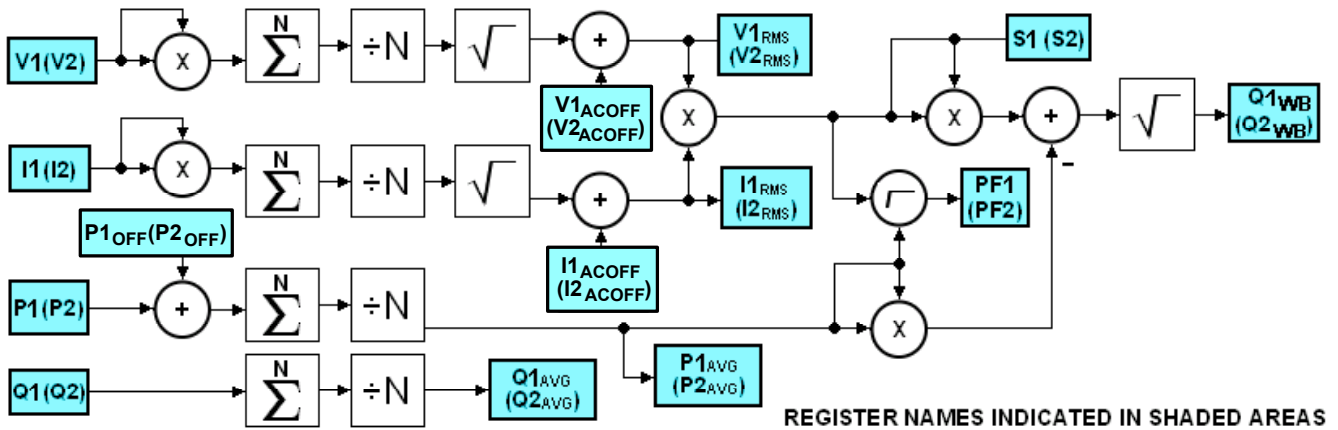 V1(V2)
X
N
∑
÷N
√
+
V1RMS
(V2RMS)
S1 (S2)
V1ACOFF
(V2ACOFF)
X
X
+
-
√
Q1WB
(Q2WB)
I1(I2)
X
N
∑
÷N
√
+
I1RMS
(I2RMS)
PF1
(PF2)
P1OFF(P2OFF)
I1ACOFF
(I2ACOFF)
P1(P2)
+
N
∑
÷N
X
Q1(Q2)
N
∑
÷N
Q1AVG
(Q2AVG)
P1AVG
(P2AVG)
REGISTER NAMES INDICATED IN SHADED AREAS